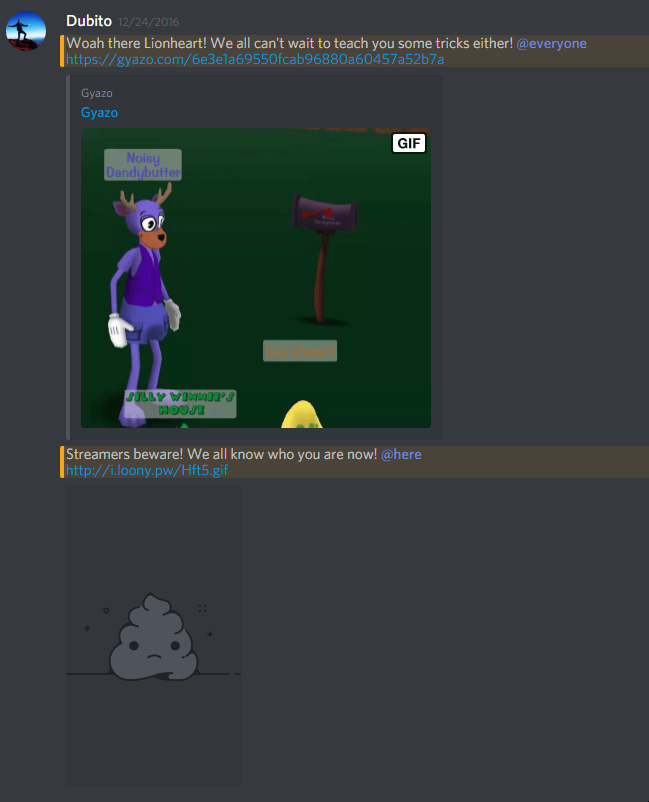 Dubito 12/24/2016
Woah there Lionheart! We all can't wait to teach you some tricks either! @everyone
https://gyazo.com/6e3e1a69550fcab96880a60457a52b7a
Gyazo
Gyazo
GIF
Noisy
Dandybutter
SILLY WINNIE'S
HOUSE
Streamers beware! We all know who you are now! @here
http://i.loony.pw/Hft5.gif